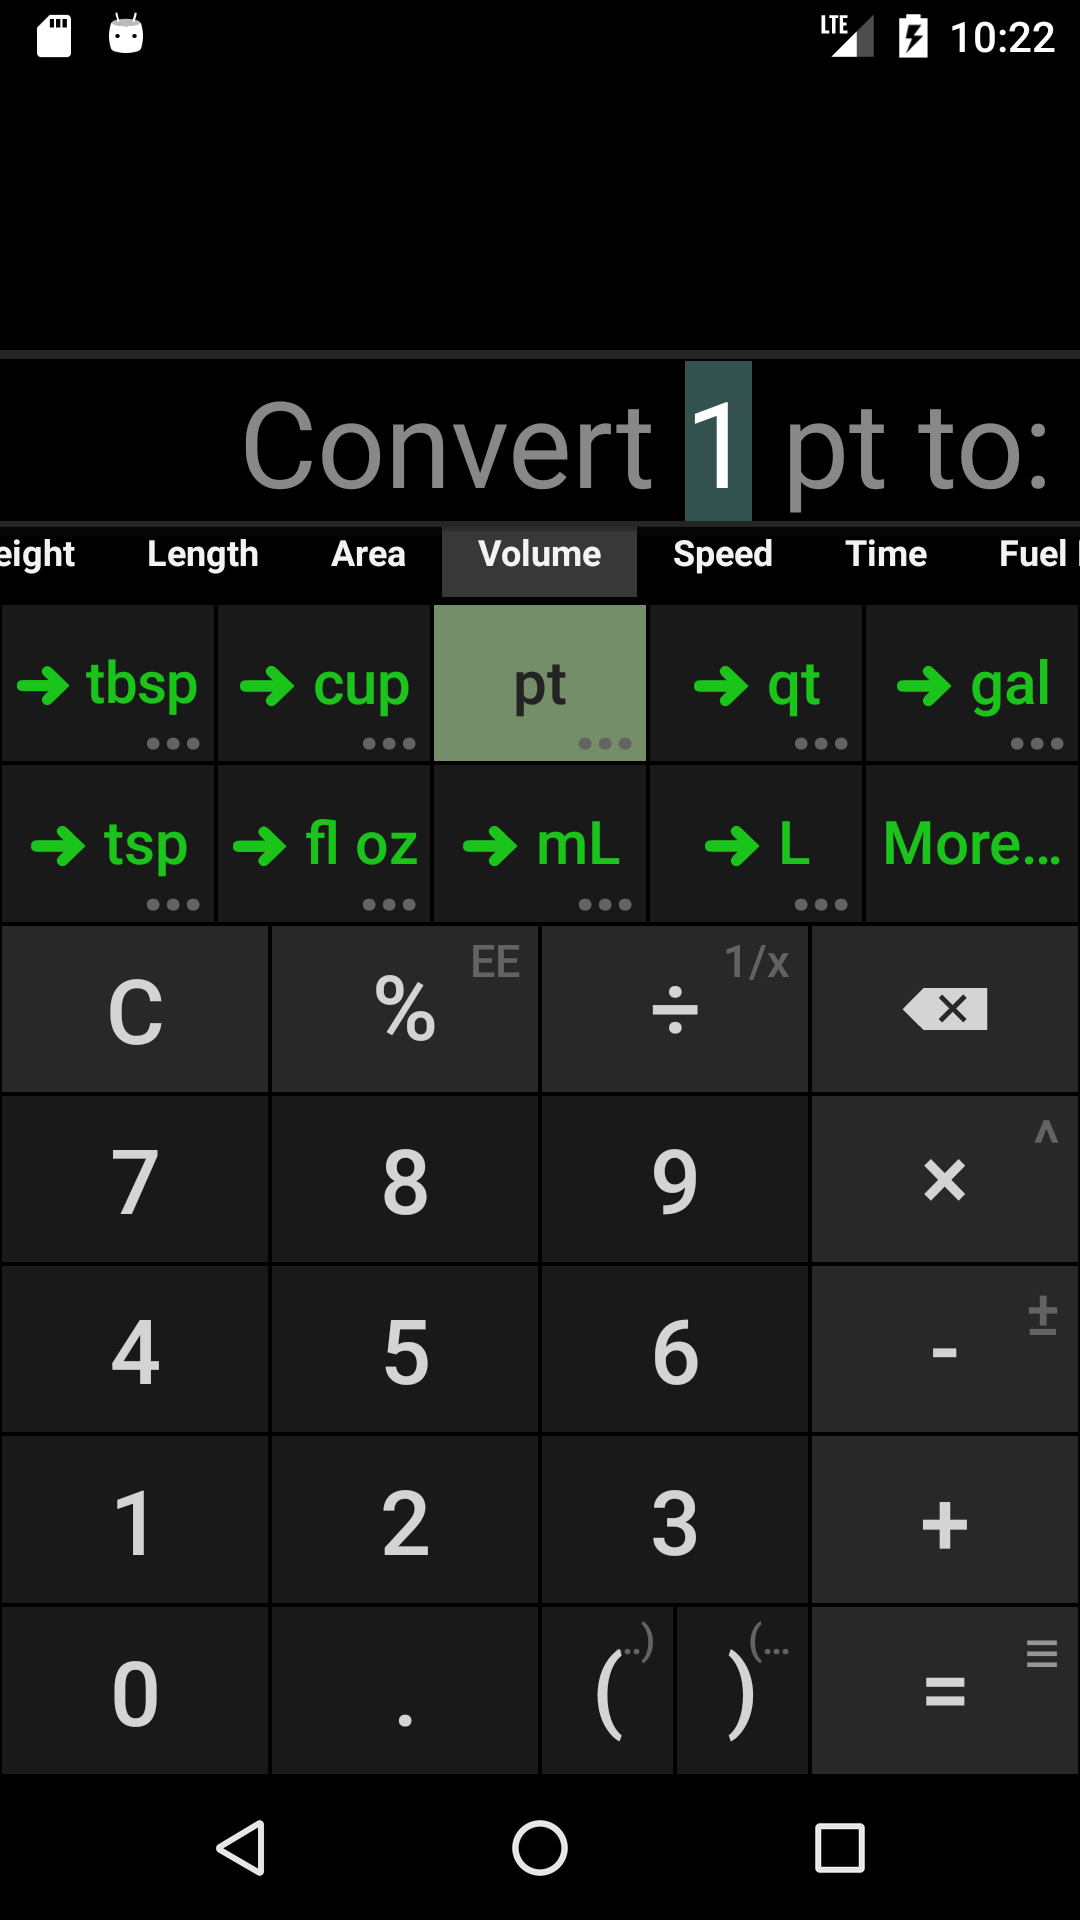 LTE 10:22
Convert 1 pt to:
eight Length Area Volume Speed Time Fuel
➔ tbsp ➔ cup pt ➔ qt ➔ gal
➔ tsp ➔ fl oz ➔ mL ➔ L More...
C % EE ÷ 1/x
7 8 9 × ^
4 5 6 - ±
1 2 3 +
0 . ( ..) ) (... =